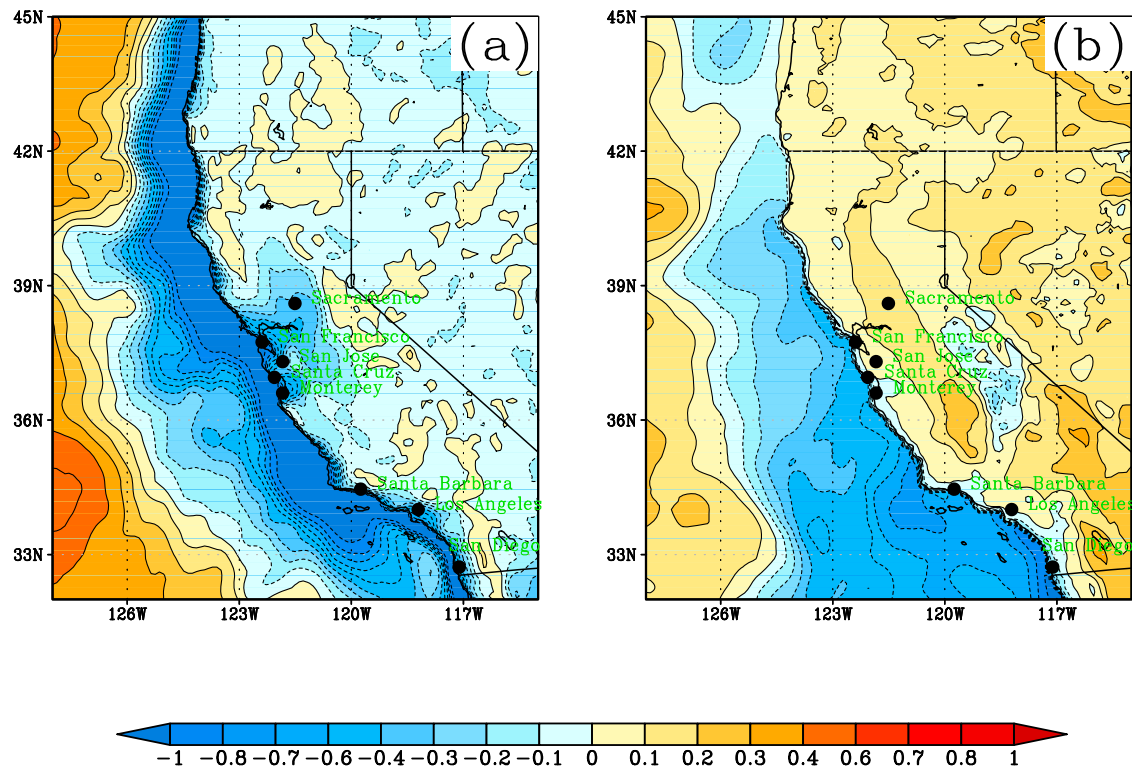 45N
(a)
42N
39N
36N
33N
126W 123W 120W 117W
Sacramento
San Francisco
San Jose
Santa Cruz
Monterey
Santa Barbara
Los Angeles
San Diego
45N
(b)
42N
39N
36N
33N
126W 123W 120W 117W
Sacramento
San Francisco
San Jose
Santa Cruz
Monterey
Santa Barbara
Los Angeles
San Diego
-1 -0.8 -0.7 -0.6 -0.4 -0.3 -0.2 -0.1 0 0.1 0.2 0.3 0.4 0.6 0.7 0.8 1